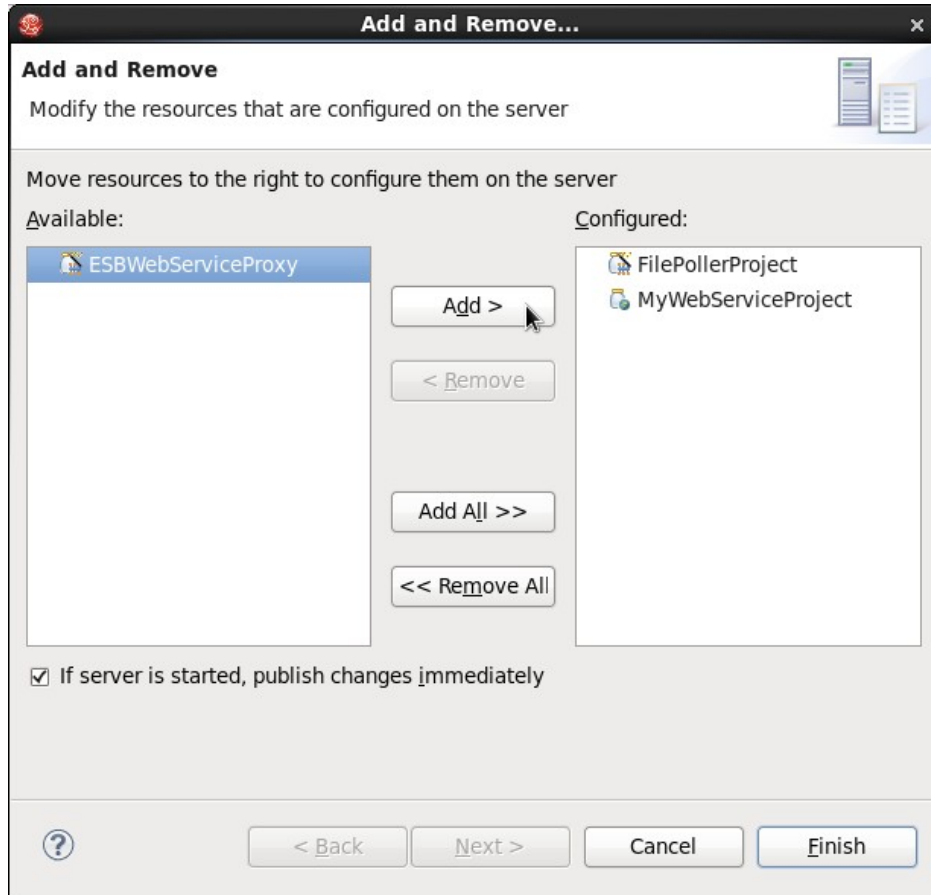 Add and Remove...
Add and Remove
Modify the resources that are configured on the server
Move resources to the right to configure them on the server
Available:
Configured:
ESBWebServiceProxy
FilePollerProject
MyWebServiceProject
Add >
< Remove
Add All >>
<< Remove All
If server is started, publish changes immediately
?
< Back
Next >
Cancel
Finish